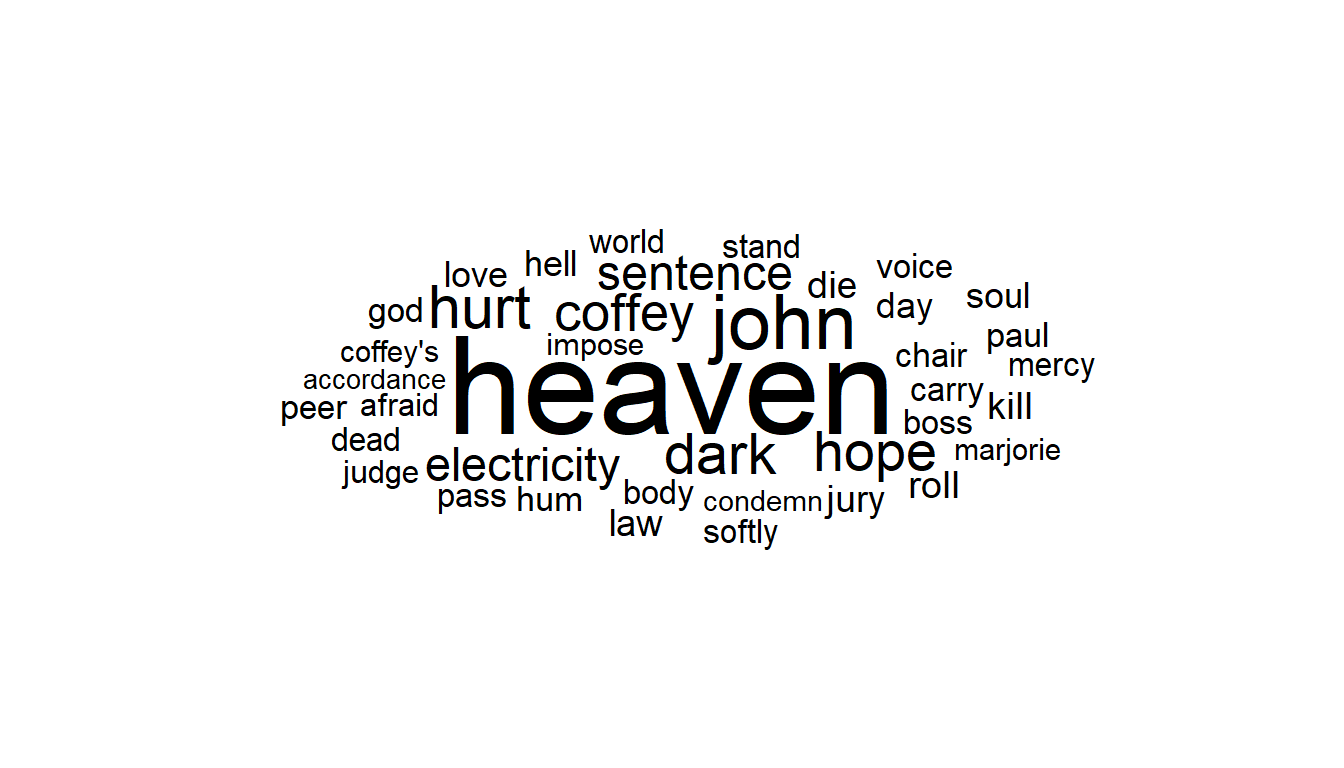 world
stand
love
hell
sentence
die
voice
god
hurt
coffey
john
day
soul
coffey's
impose
chair
paul
mercy
accordance
heaven
carry
peer
afraid
boss
kill
dead
electricity
dark
hope
marjorie
judge
pass
hum
body
condemn
jury
roll
law
softly